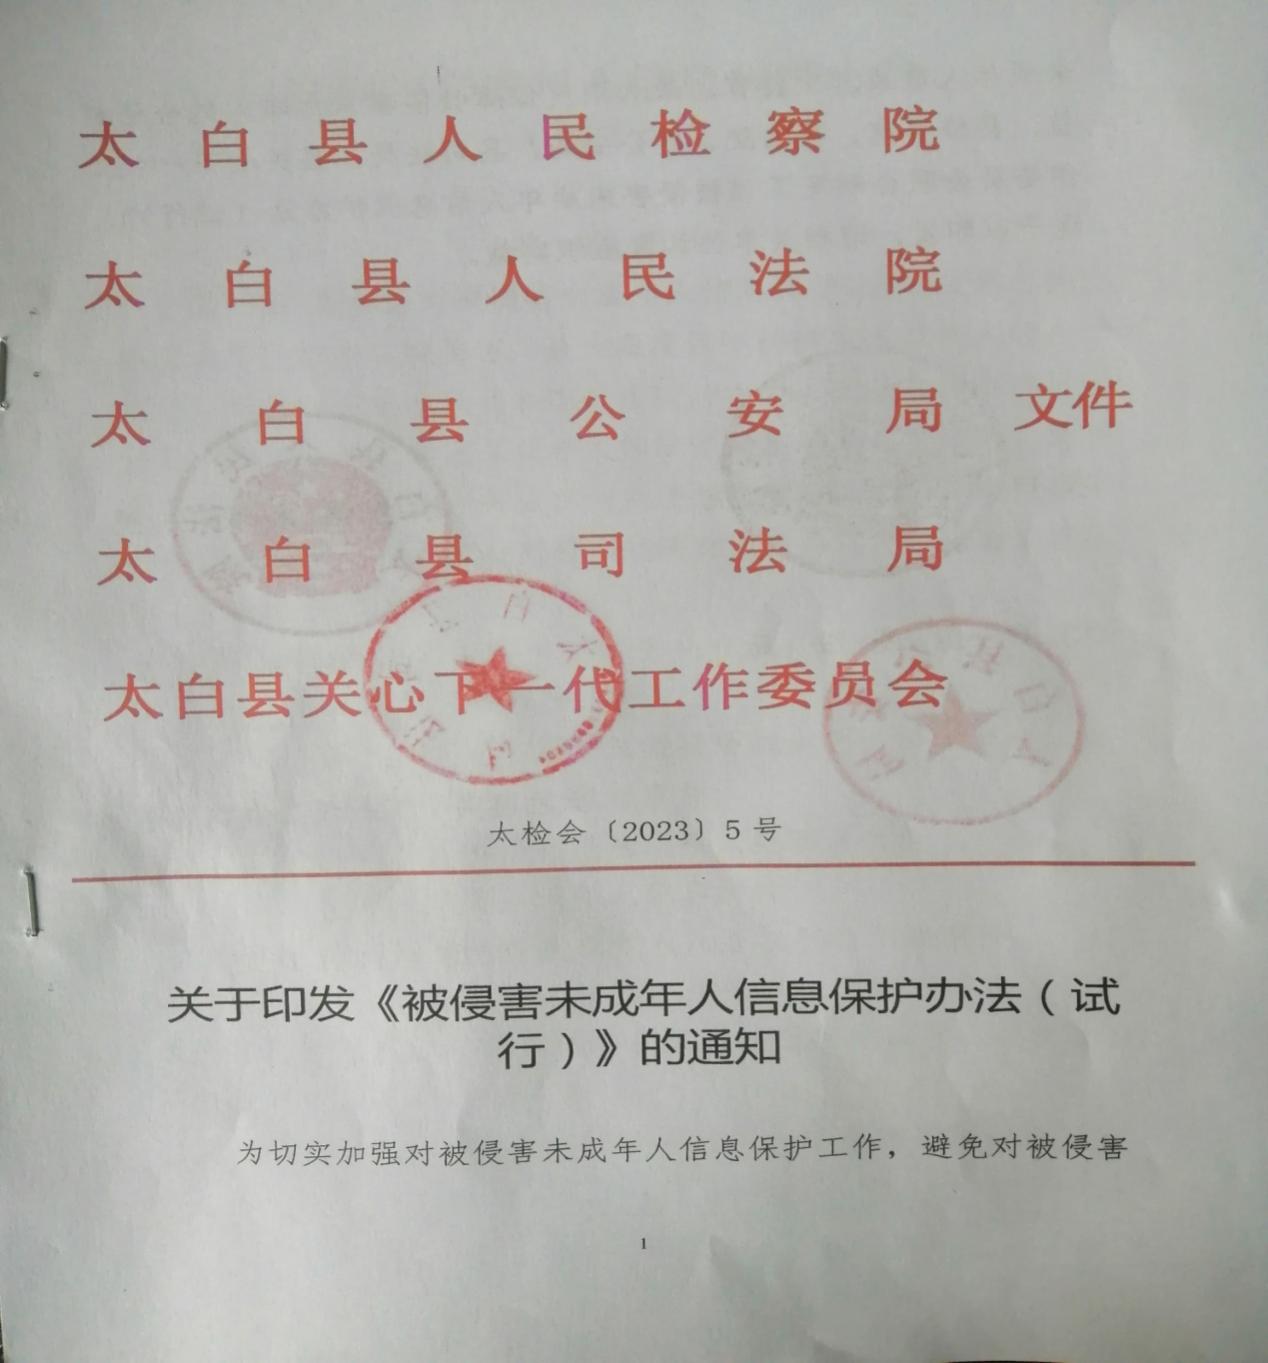 太白县人民检察院
太白县人民法院
太白县公安局 文件
太白县司法局
太白县关心下一代工作委员会
太检会〔2023〕5 号
关于印发《被侵害未成年人信息保护办法（试
行）》的通知
为切实加强对被侵害未成年人信息保护工作，避免对被侵害
1